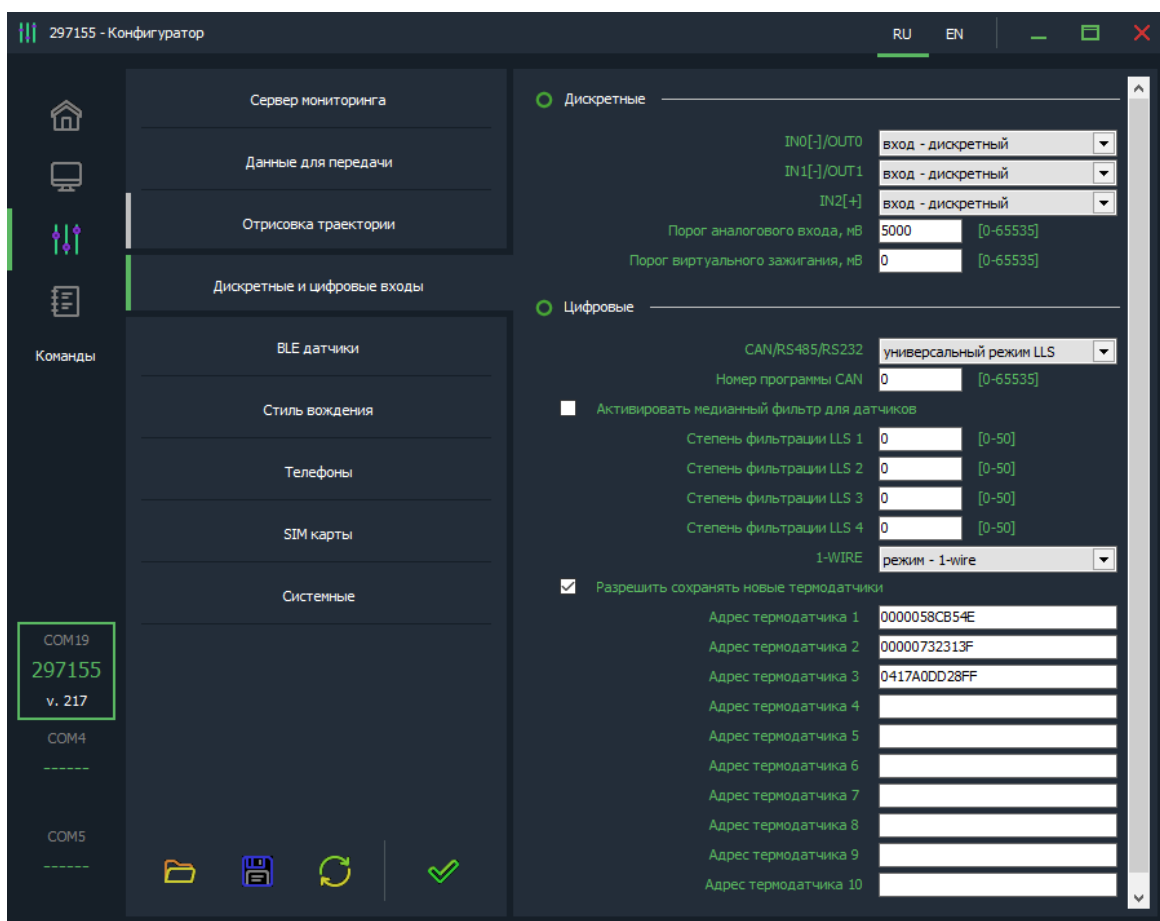 297155 - Конфигуратор
RU EN
Команды
COM19
297155
v. 217
COM4
------
COM5
------
Сервер мониторинга
Данные для передачи
Отрисовка траектории
Дискретные и цифровые входы
BLE датчики
Стиль вождения
Телефоны
SIM карты
Системные
Дискретные
IN0[-]/OUT0 вход - дискретный
IN1[-]/OUT1 вход - дискретный
IN2[+] вход - дискретный
Порог аналогового входа, мВ 5000 [0-65535]
Порог виртуального зажигания, мВ 0 [0-65535]
Цифровые
CAN/RS485/RS232 универсальный режим LLS
Номер программы CAN 0 [0-65535]
Активировать медианный фильтр для датчиков
Степень фильтрации LLS 1 0 [0-50]
Степень фильтрации LLS 2 0 [0-50]
Степень фильтрации LLS 3 0 [0-50]
Степень фильтрации LLS 4 0 [0-50]
1-WIRE режим - 1-wire
Разрешить сохранять новые термодатчики
Адрес термодатчика 1 0000058CB54E
Адрес термодатчика 2 00000732313F
Адрес термодатчика 3 0417A0DD28FF
Адрес термодатчика 4
Адрес термодатчика 5
Адрес термодатчика 6
Адрес термодатчика 7
Адрес термодатчика 8
Адрес термодатчика 9
Адрес термодатчика 10